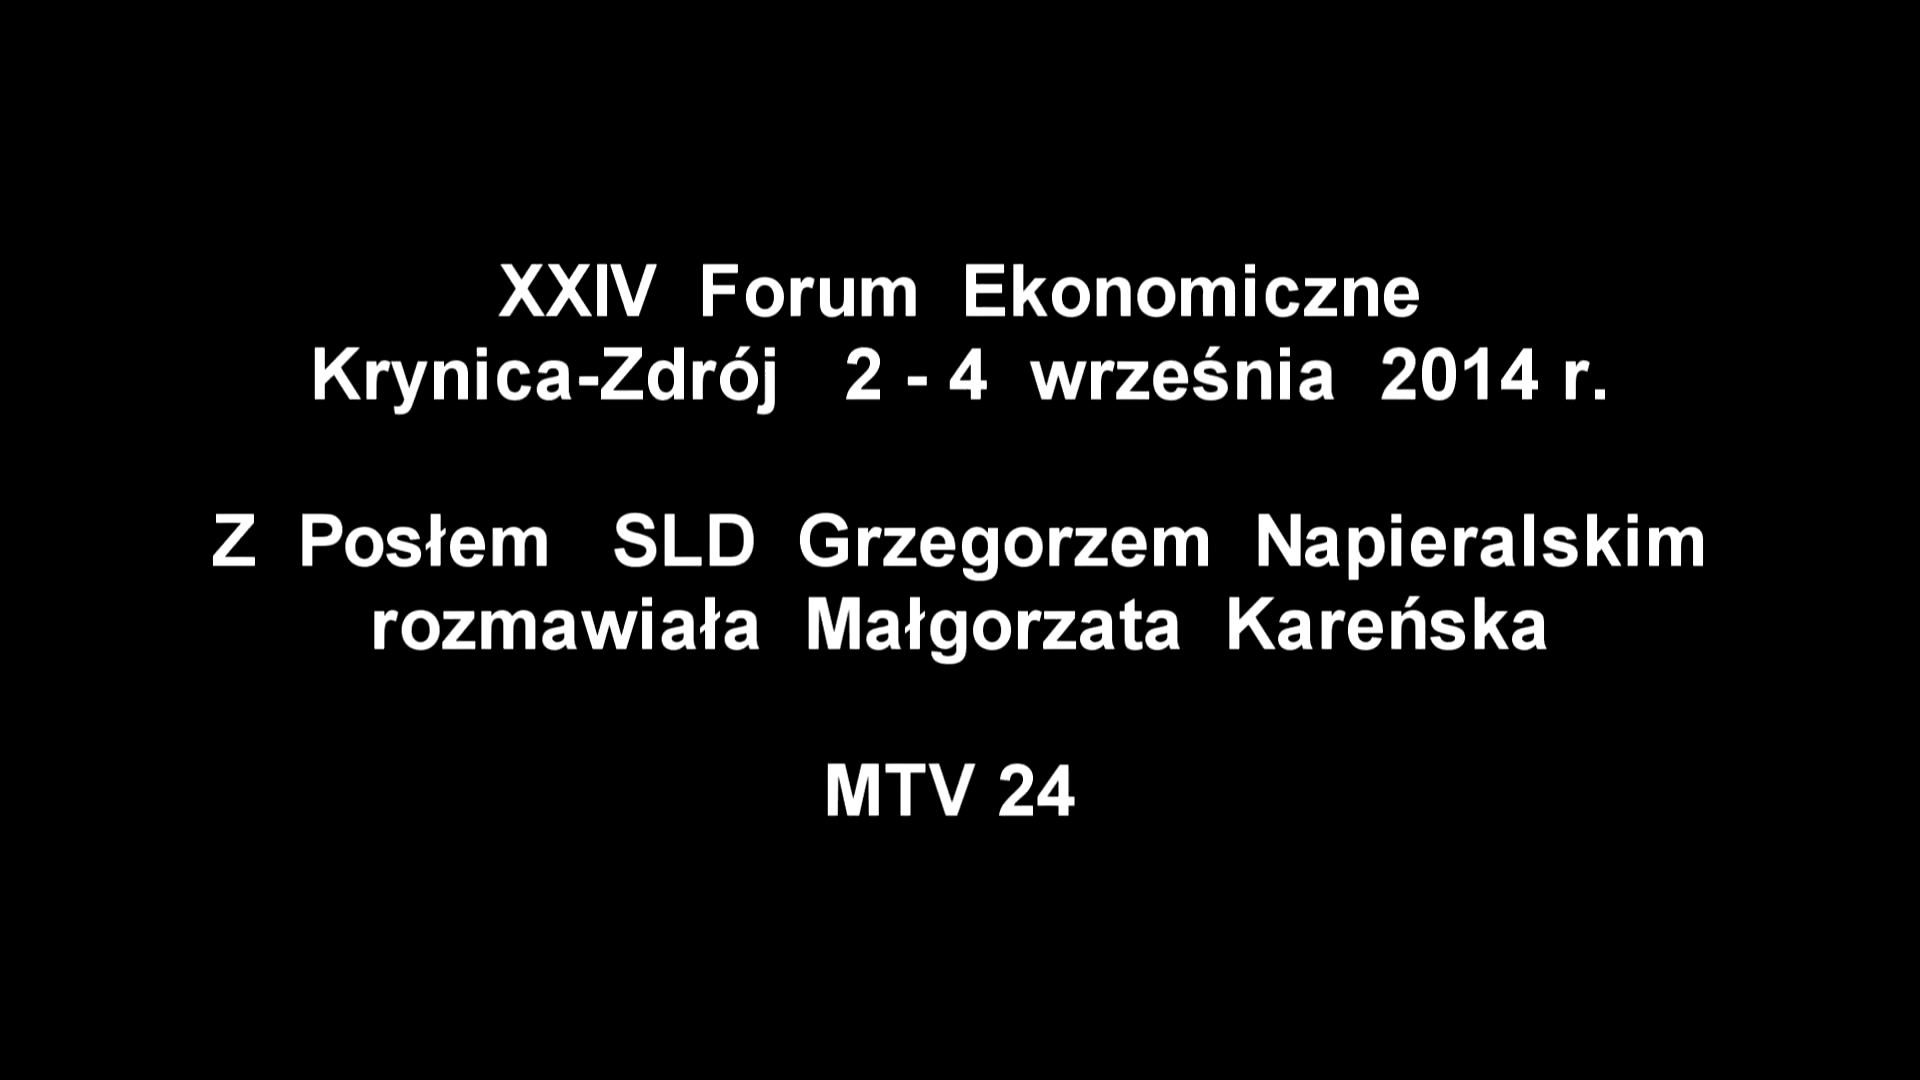 XXIV Forum Ekonomiczne
Krynica-Zdrój 2 - 4 września 2014 r.
Z Posłem SLD Grzegorzem Napieralskim
rozmawiała Małgorzata Kareńska
MTV 24